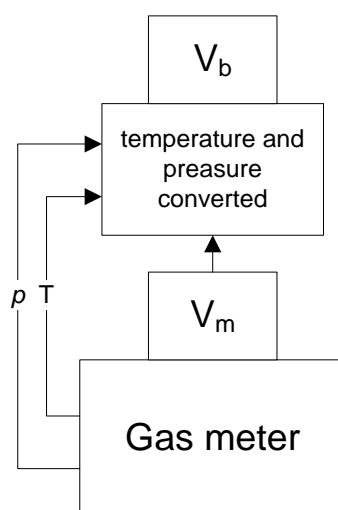 V_b
temperature and
preasure
converted
p T
V_m
Gas meter